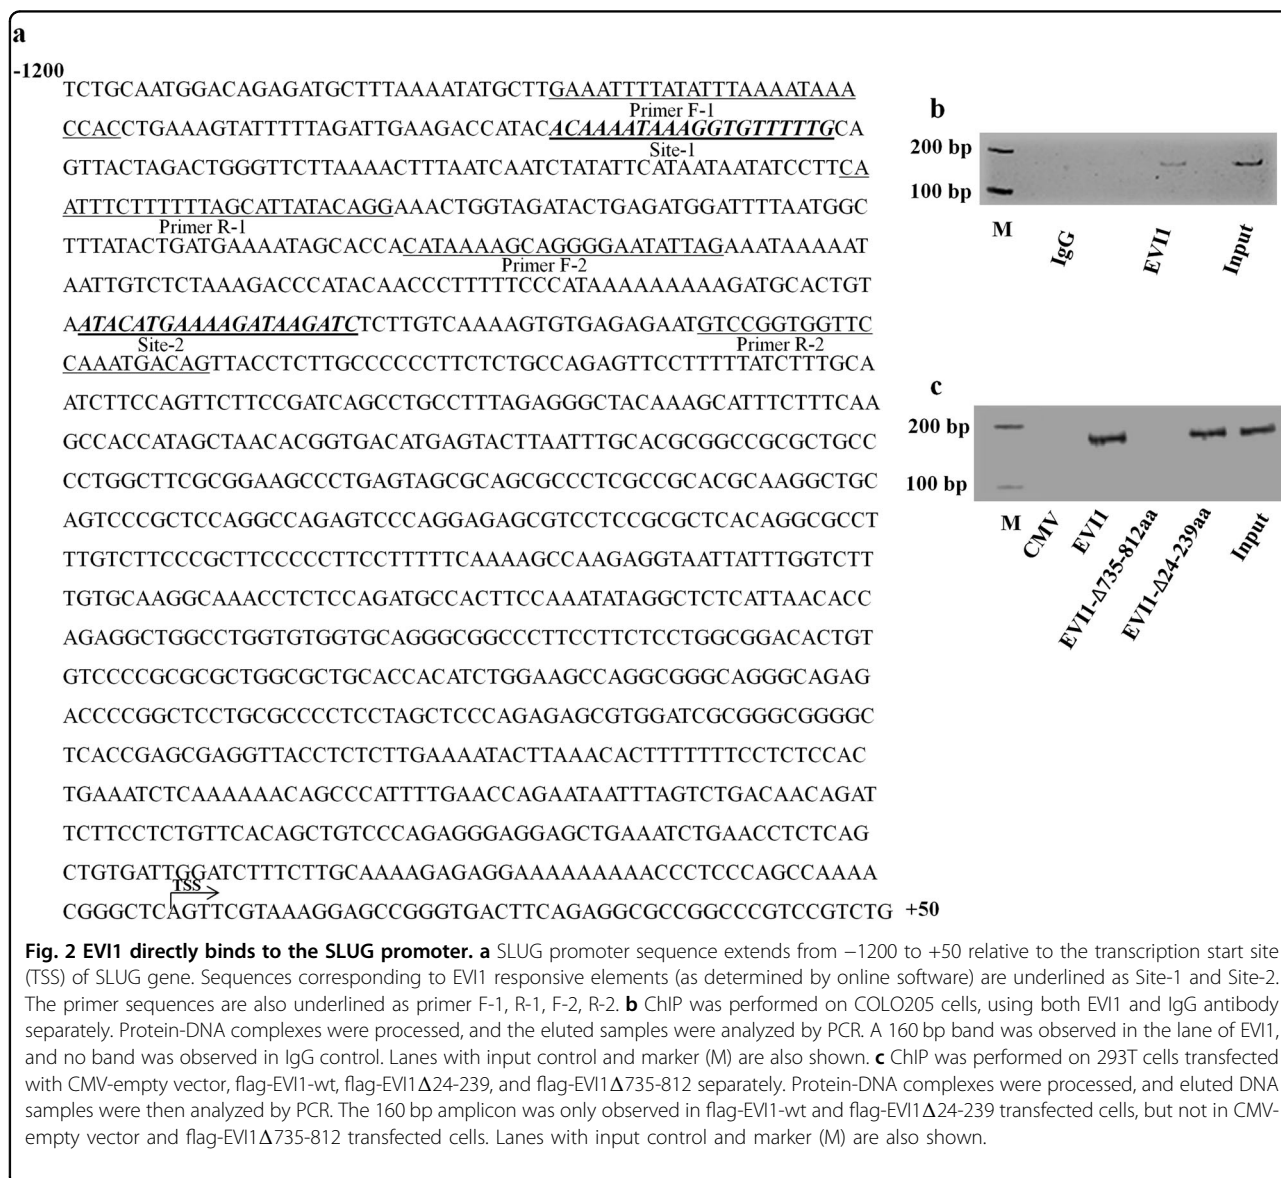 a
-1200
TCTGCAATGGACAGAGATGCTTTAAAATATGCTTGAAATTTTATATTTAAAATAAA
Primer F-1
CCACCTGAAAGTATTTTTAGATTGAAGACCATACACAAAATAAAGGTGTTTTTGCA
Site-1
GTTACTAGACTGGGTTCTTAAAACTTTAATCAATCTATATTCATAATAATATCCTTCA
ATTTCTTTTTTAGCATTATACAGGAAACTGGTAGATACTGAGATGGATTTTAATGGC
Primer R-1
TTTATACTGATGAAAATAGCACCACATAAAAGCAGGGGAATATTAGAAATAAAAAT
Primer F-2
AATTGTCTCTAAAGACCCATACAACCCTTTTTCCCATAAAAAAAAAGATGCACTGT
AATACATGAAAAGATAAGATCTCTTGTCAAAAGTGTGAGAGAATGTCCGGTGGTTC
Site-2
Primer R-2
CAAATGACAGTTACCTCTTGCCCCCCTTCTCTGCCAGAGTTCCTTTTTATCTTTGCA
ATCTTCCAGTTCTTCCGATCAGCCTGCCTTTAGAGGGCTACAAAGCATTTCTTTCAA
GCCACCATAGCTAACACGGTGACATGAGTACTTAATTTGCACGCGGCCGCGCTGCC
CCTGGCTTCGCGGAAGCCCTGAGTAGCGCAGCGCCCTCGCCGCACGCAAGGCTGC
AGTCCCGCTCCAGGCCAGAGTCCCAGGAGAGCGTCCTCCGCGCTCACAGGCGCCT
TTGTCTTCCCGCTTCCCCCTTCCTTTTTCAAAAGCCAAGAGGTAATTATTTGGTCTT
TGTGCAAGGCAAACCTCTCCAGATGCCACTTCCAAATATAGGCTCTCATTAACACC
AGAGGCTGGCCTGGTGTGGTGCAGGGCGGCCCTTCCTTCTCCTGGCGGACACTGT
GTCCCCGCGCGCTGGCGCTGCACCACATCTGGAAGCCAGGCGGGCAGGGCAGAG
ACCCCGGCTCCTGCGCCCCTCCTAGCTCCCAGAGAGCGTGGATCGCGGGCGGGGC
TCACCGAGCGAGGTTACCTCTCTTGAAAATACTTAAACACTTTTTTTCCTCTCCAC
TGAAATCTCAAAAAACAGCCCATTTTGAACCAGAATAATTTAGTCTGACAACAGAT
TCTTCCTCTGTTCACAGCTGTCCCAGAGGGAGGAGCTGAAATCTGAACCTCTCAG
CTGTGATTGGATCTTTCTTGCAAAAGAGAGGAAAAAAAAAACCCTCCCAGCCAAAA
TSS
CGGGCTCAGTTCGTAAAGGAGCCGGGTGACTTCAGAGGCGCCGGCCCGTCCGTCTG +50
b
200 bp
100 bp
M
IgG
EVI1
Input
c
200 bp
100 bp
M
CMV
EVI1
EVI1-Δ735-812aa
EVI1-Δ24-239aa
Input
Fig. 2 EVI1 directly binds to the SLUG promoter. a SLUG promoter sequence extends from −1200 to +50 relative to the transcription start site
(TSS) of SLUG gene. Sequences corresponding to EVI1 responsive elements (as determined by online software) are underlined as Site-1 and Site-2.
The primer sequences are also underlined as primer F-1, R-1, F-2, R-2. b ChIP was performed on COLO205 cells, using both EVI1 and IgG antibody
separately. Protein-DNA complexes were processed, and the eluted samples were analyzed by PCR. A 160 bp band was observed in the lane of EVI1,
and no band was observed in IgG control. Lanes with input control and marker (M) are also shown. c ChIP was performed on 293T cells transfected
with CMV-empty vector, flag-EVI1-wt, flag-EVI1Δ24-239, and flag-EVI1Δ735-812 separately. Protein-DNA complexes were processed, and eluted DNA
samples were then analyzed by PCR. The 160 bp amplicon was only observed in flag-EVI1-wt and flag-EVI1Δ24-239 transfected cells, but not in CMV-
empty vector and flag-EVI1Δ735-812 transfected cells. Lanes with input control and marker (M) are also shown.